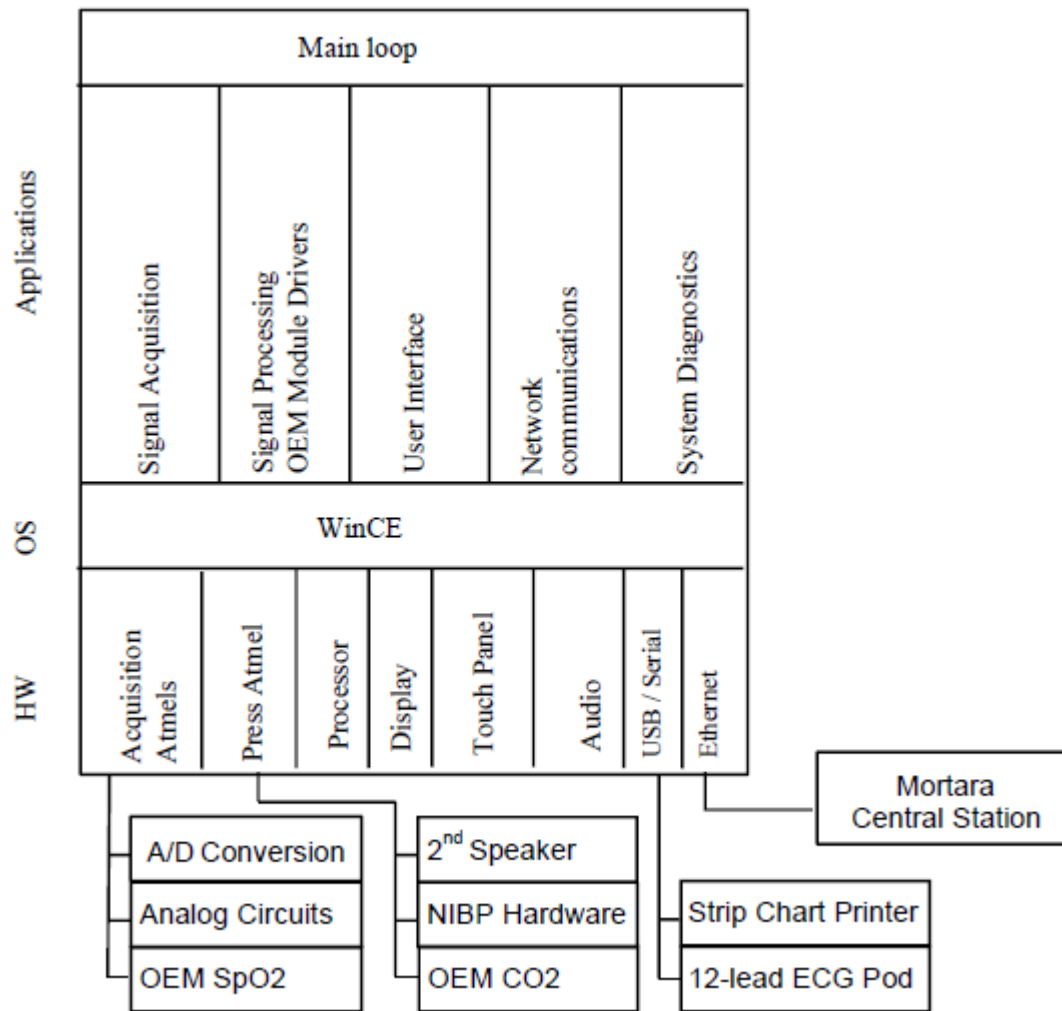 Main loop
Applications
Signal Acquisition
Signal Processing
OEM Module Drivers
User Interface
Network
communications
System Diagnostics
OS
WinCE
HW
Acquisition
Atmels
Press Atmel
Processor
Display
Touch Panel
Audio
USB / Serial
Ethernet
Mortara
Central Station
A/D Conversion
Analog Circuits
OEM SpO2
2nd Speaker
NIBP Hardware
OEM CO2
Strip Chart Printer
12-lead ECG Pod